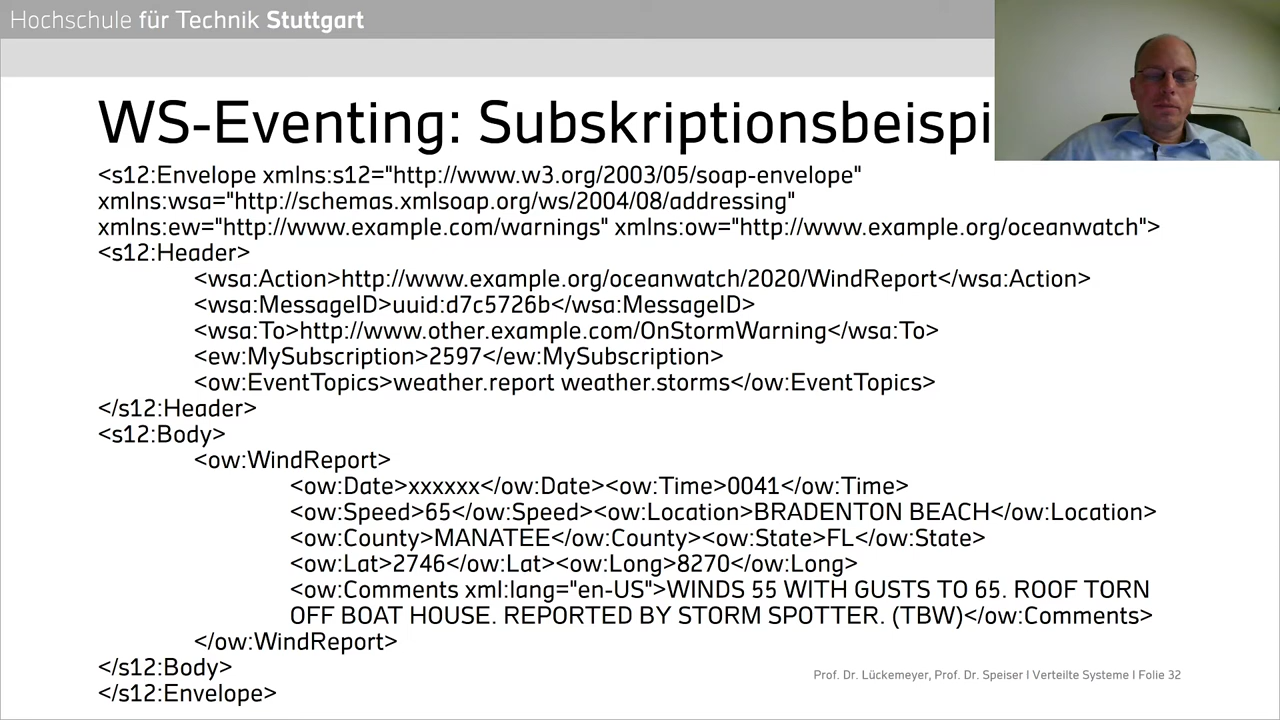 Hochschule für Technik Stuttgart
WS-Eventing: Subskriptionsbeispi
<s12:Envelope xmlns:s12="http://www.w3.org/2003/05/soap-envelope"
xmlns:wsa="http://schemas.xmlsoap.org/ws/2004/08/addressing"
xmlns:ew="http://www.example.com/warnings" xmlns:ow="http://www.example.org/oceanwatch">
<s12:Header>
<wsa:Action>http://www.example.org/oceanwatch/2020/WindReport</wsa:Action>
<wsa:MessageID>uuid:d7c5726b</wsa:MessageID>
<wsa:To>http://www.other.example.com/OnStormWarning</wsa:To>
<ew:MySubscription>2597</ew:MySubscription>
<ow:EventTopics>weather.report weather.storms</ow:EventTopics>
</s12:Header>
<s12:Body>
<ow:WindReport>
<ow:Date>xxxxxx</ow:Date><ow:Time>0041</ow:Time>
<ow:Speed>65</ow:Speed><ow:Location>BRADENTON BEACH</ow:Location>
<ow:County>MANATEE</ow:County><ow:State>FL</ow:State>
<ow:Lat>2746</ow:Lat><ow:Long>8270</ow:Long>
<ow:Comments xml:lang="en-US">WINDS 55 WITH GUSTS TO 65. ROOF TORN
OFF BOAT HOUSE. REPORTED BY STORM SPOTTER. (TBW)</ow:Comments>
</ow:WindReport>
</s12:Body>
</s12:Envelope>
Prof. Dr. Lückemeyer, Prof. Dr. Speiser I Verteilte Systeme I Folie 32